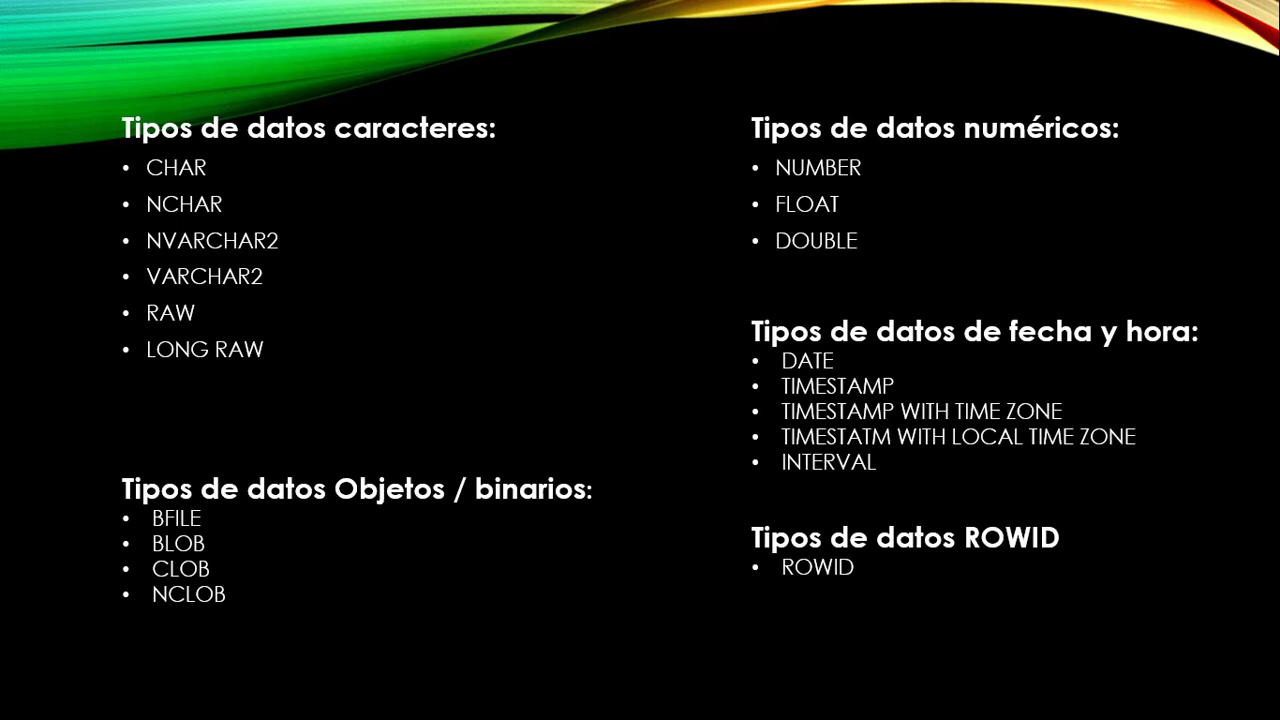 Tipos de datos caracteres:
• CHAR
• NCHAR
• NVARCHAR2
• VARCHAR2
• RAW
• LONG RAW
Tipos de datos Objetos / binarios:
• BFILE
• BLOB
• CLOB
• NCLOB
Tipos de datos numéricos:
• NUMBER
• FLOAT
• DOUBLE
Tipos de datos de fecha y hora:
• DATE
• TIMESTAMP
• TIMESTAMP WITH TIME ZONE
• TIMESTATM WITH LOCAL TIME ZONE
• INTERVAL
Tipos de datos ROWID
• ROWID